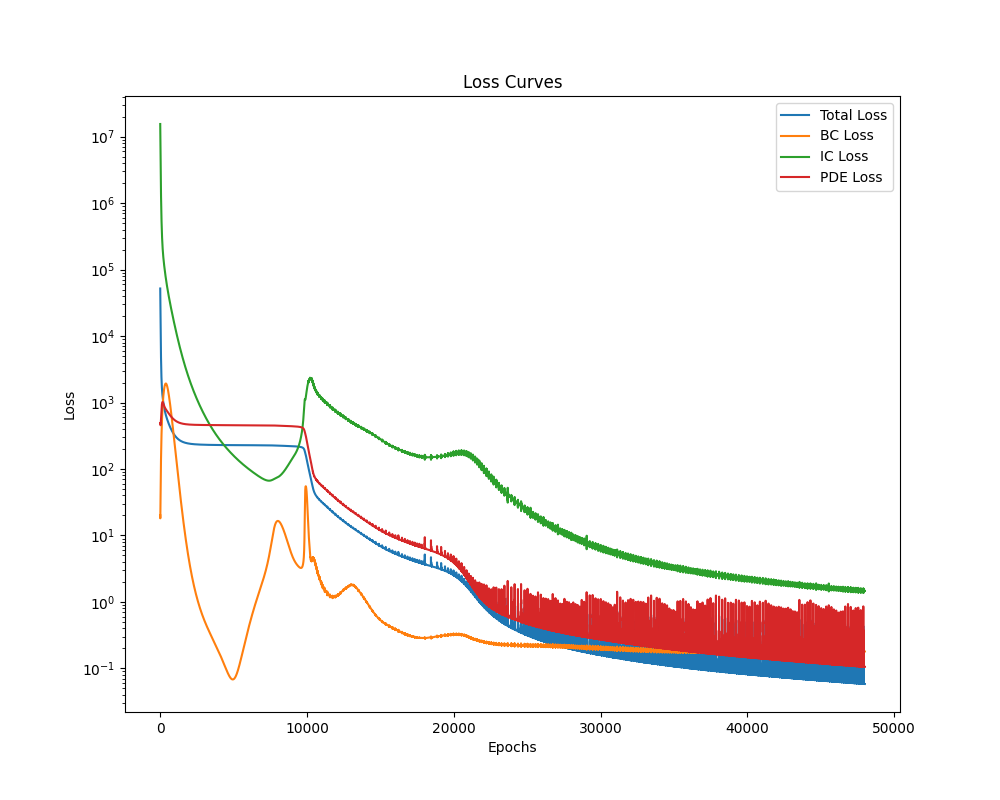 Loss Curves
Total Loss
BC Loss
IC Loss
PDE Loss
10⁷
10⁶
10⁵
10⁴
10³
10²
10¹
10⁰
10⁻¹
Loss
0
10000
20000
30000
40000
50000
Epochs